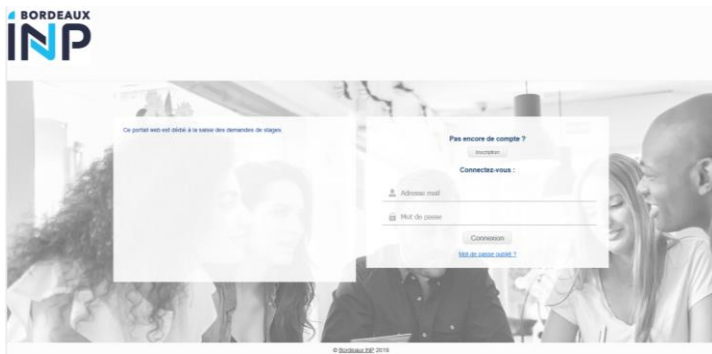 BORDEAUX
INP
Ce portail web est dédié à la saisie des demandes de stages.
Pas encore de compte ?
Inscription
Connectez-vous :
Adresse mail
Mot de passe
Connexion
Mot de passe oublié ?
© Bordeaux INP 2016